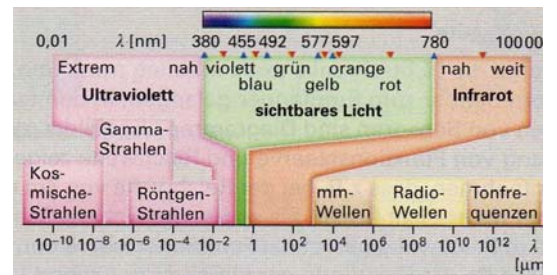 0,01 λ [nm] 380 455 492 577 597 780 10000
Extrem nah violett grün orange nah weit
blau gelb rot
Ultraviolett sichtbares Licht Infrarot
Gamma-
Strahlen
Kos-
mische-
Strahlen
Röntgen-
Strahlen
mm-
Wellen
Radio-
Wellen
Tonfre-
quenzen
10⁻¹⁰ 10⁻⁸ 10⁻⁶ 10⁻⁴ 10⁻² 1 10² 10⁴ 10⁶ 10⁸ 10¹⁰ 10¹² λ
[μm